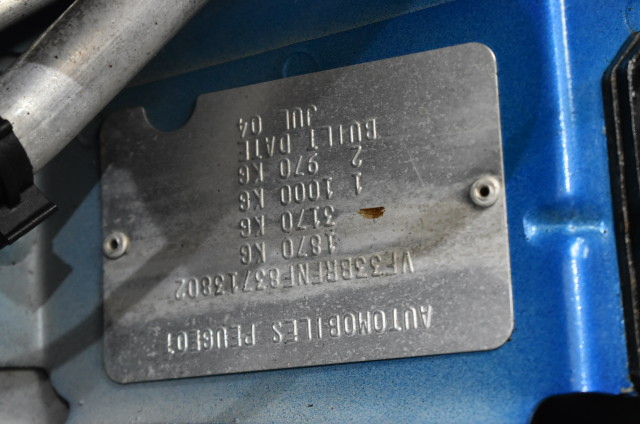 AUTOMOBILES PEUGEOT
VF33BRFNF83713802
1870 KG
3170 KG
1 1000 KG
2 970 KG
BUILT DATE
JUL 04